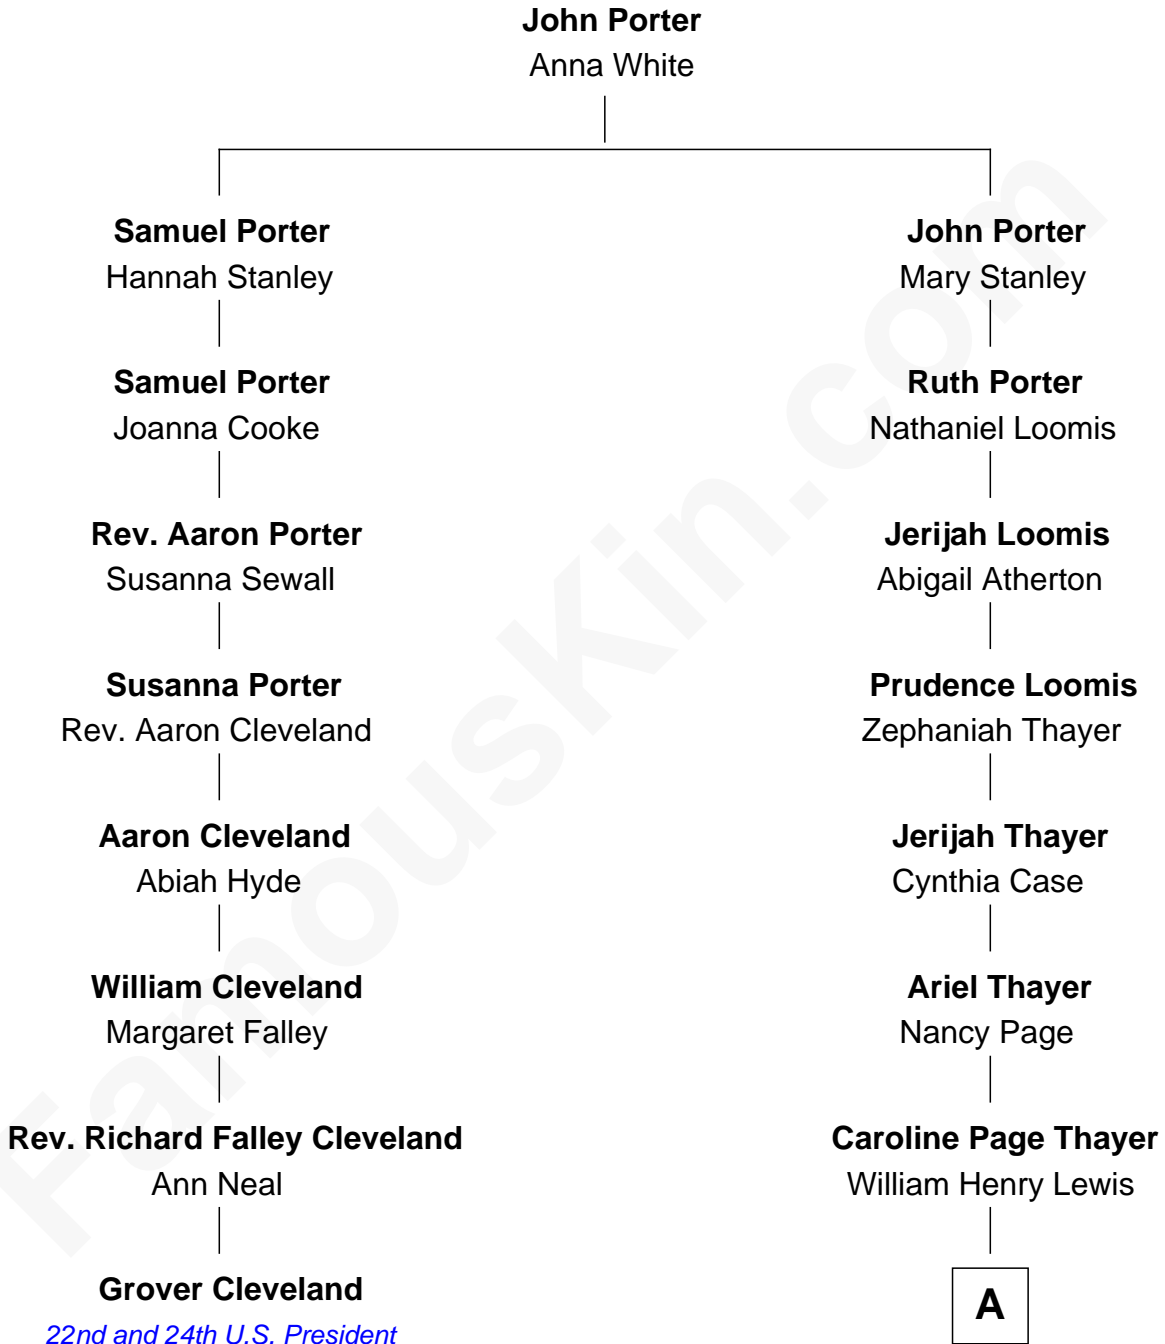 John Porter
Anna White
Samuel Porter
Hannah Stanley
John Porter
Mary Stanley
Samuel Porter
Joanna Cooke
Ruth Porter
Nathaniel Loomis
Rev. Aaron Porter
Susanna Sewall
Jerijah Loomis
Abigail Atherton
Susanna Porter
Rev. Aaron Cleveland
Prudence Loomis
Zephaniah Thayer
Aaron Cleveland
Abiah Hyde
Jerijah Thayer
Cynthia Case
William Cleveland
Margaret Falley
Ariel Thayer
Nancy Page
Rev. Richard Falley Cleveland
Ann Neal
Caroline Page Thayer
William Henry Lewis
Grover Cleveland
22nd and 24th U.S. President
A
FamousKin.com